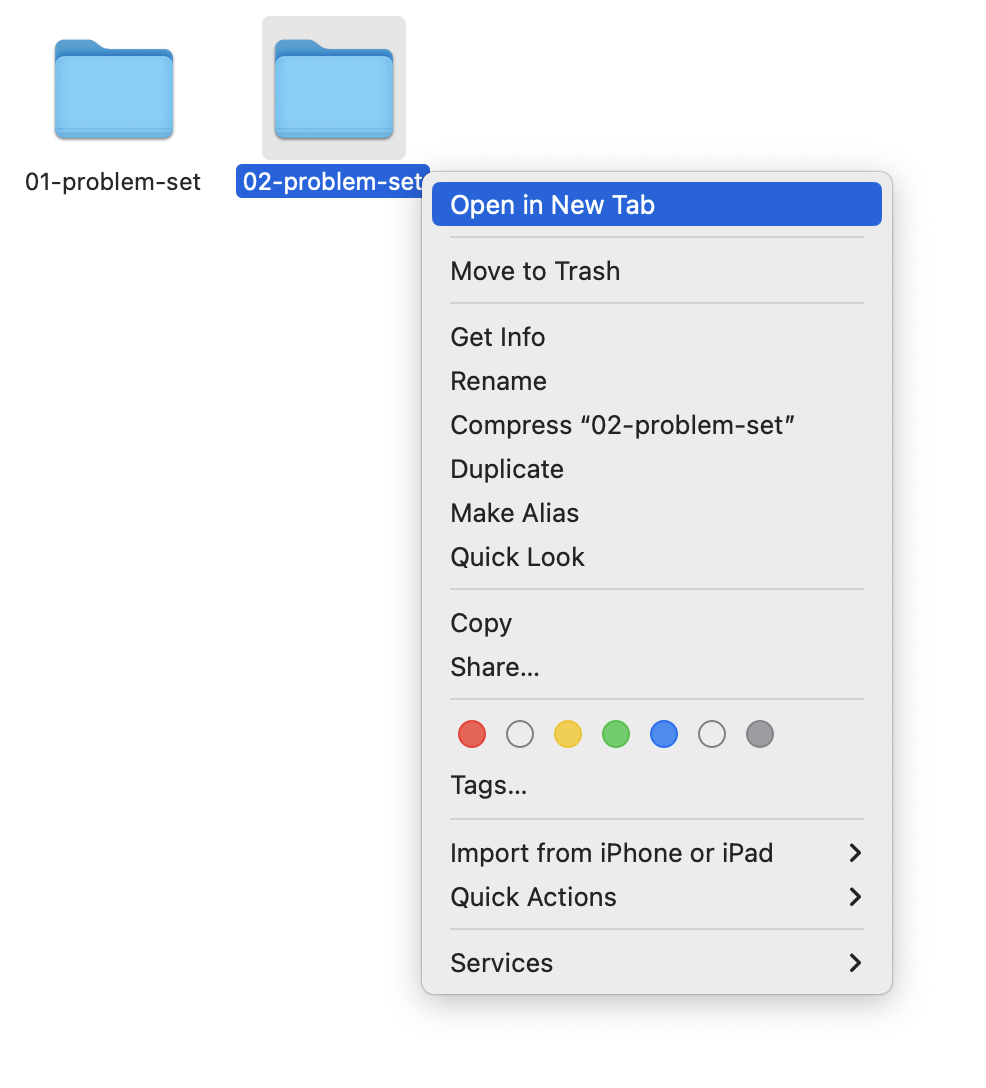 01-problem-set
02-problem-set
Open in New Tab
Move to Trash
Get Info
Rename
Compress “02-problem-set”
Duplicate
Make Alias
Quick Look
Copy
Share...
Tags...
Import from iPhone or iPad
Quick Actions
Services